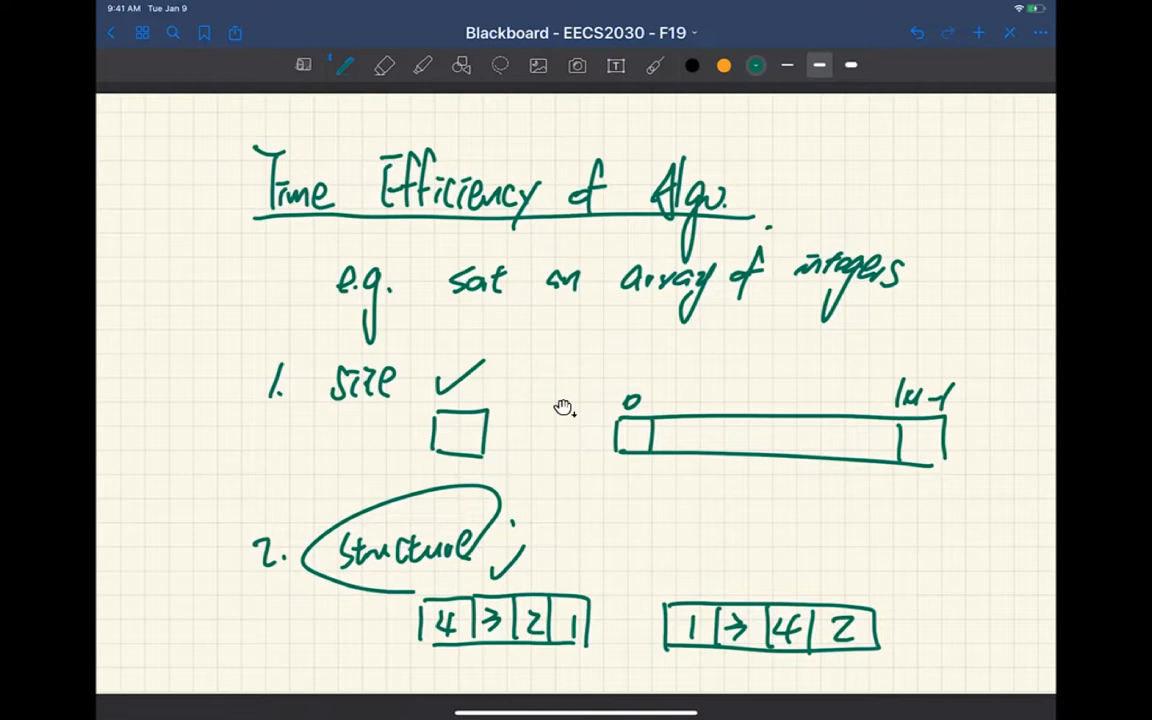 9:41 AM Tue Jan 9
Blackboard - EECS2030 - F19
Time Efficiency of Algo.
e.g. sort an array of integers
1. size ✓
0
2. Structure ✓
4 3 2 1
1 3 4 2